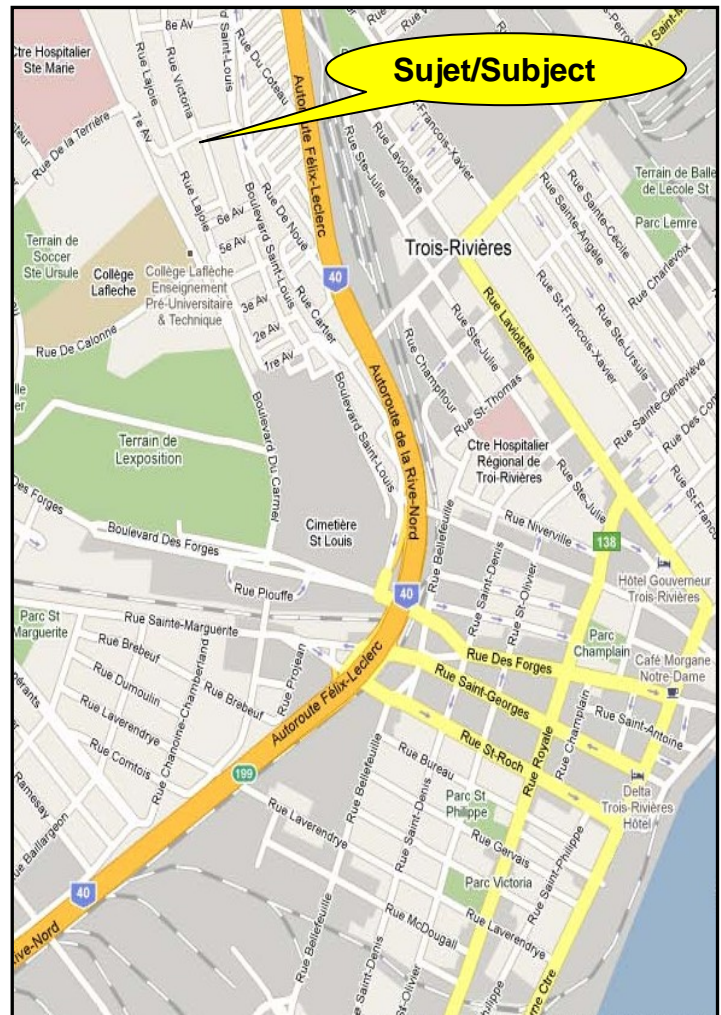 8e Av
Ctre Hospitalier
Ste Marie
Rue Lajoie
Rue Victoria
Saint-Louis
Rue Du Coteau
Sujet/Subject
Autoroute Félix-Leclerc
7e Av
Rue De la Terrière
Rue Ste-Julie
Rue Laviolette
François-Xavier
Terrain de Balle
de Lecole St
Parc Lemre
Rue Sainte-Cécile
Rue Sainte-Angèle
Rue Charlevoix
Rue Lajoie
6e Av
5e Av
Rue De Noue
Trois-Rivières
Terrain de
Soccer
Ste Ursule
Collège
Lafleche
Collège Laflèche
Enseignement
Pré-Universitaire
& Technique
Boulevard Saint-Louis
40
3e Av
2e Av
1re Av
Rue Cartier
Rue De Calonne
Rue Laviolette
Rue St-François-Xavier
Rue Ste-Ursule
Rue Ste-Julie
Rue Champflour
Rue St-Thomas
Rue Sainte-Geneviève
Rue Des
Autoroute de la Rive-Nord
Boulevard Saint-Louis
Boulevard Du Carmel
Terrain de
Lexposition
Ctre Hospitalier
Régional de
Troi-Rivières
Rue Ste-Julie
Rue St-Franc
Des Forges
Boulevard Des Forges
Cimetière
St Louis
Rue Bellefeuille
Rue Niverville
138
Rue Saint-Denis
Rue St-Olivier
Hôtel Gouverneur
Trois-Rivières
Rue Plouffe
40
Parc St
Marguerite
Rue Sainte-Marguerite
Rue Brebeuf
Rue Dumoulin
Rue Brebeuf
Rue Projean
Rue Chanoine-Chamberland
Parc
Champlain
Rue Des Forges
Café Morgane
Notre-Dame
Rue Saint-Georges
Rue Saint-Antoine
Rue Laverendrye
Rue Comtois
Autoroute Félix-Leclerc
Rue St-Roch
Rue Royale
Rue Champlain
Rue Bureau
199
Rue Bellefeuille
Rue Saint-Denis
Delta
Trois-Rivières
Hôtel
Ramesay
Rue Baillargeon
Parc St
Philippe
Rue Laverendrye
Rue Gervais
Rue Saint-Philippe
Parc Victoria
40
Rue McDougall
Rue Laverendrye
Rue Bellefeuille
Saint-Denis
Rue Saint
Rive-Nord